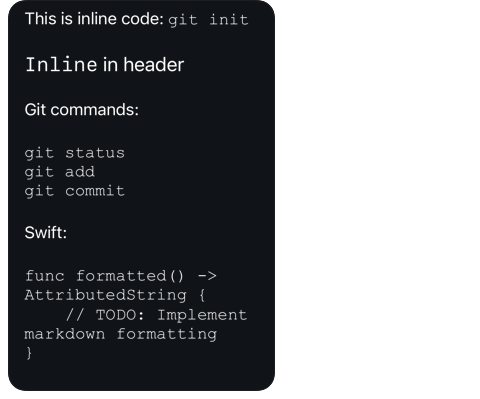 This is inline code: git init
Inline in header
Git commands:
git status
git add
git commit
Swift:
func formatted() ->
AttributedString {
    // TODO: Implement
markdown formatting
}